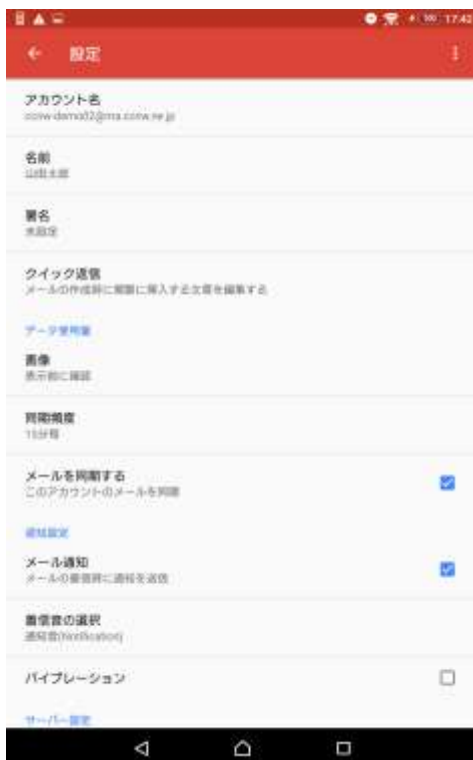 17:42
設定
アカウント名
ccnw-demo02@ma.ccnw.ne.jp
名前
山田太郎
署名
未設定
クイック返信
メールの作成時に頻繁に挿入する文章を編集する
データ使用量
画像
表示前に確認
同期頻度
15分毎
メールを同期する
このアカウントのメールを同期
通知設定
メール通知
メールの着信時に通知を送信
着信音の選択
通知音(Notification)
バイブレーション
サーバー設定